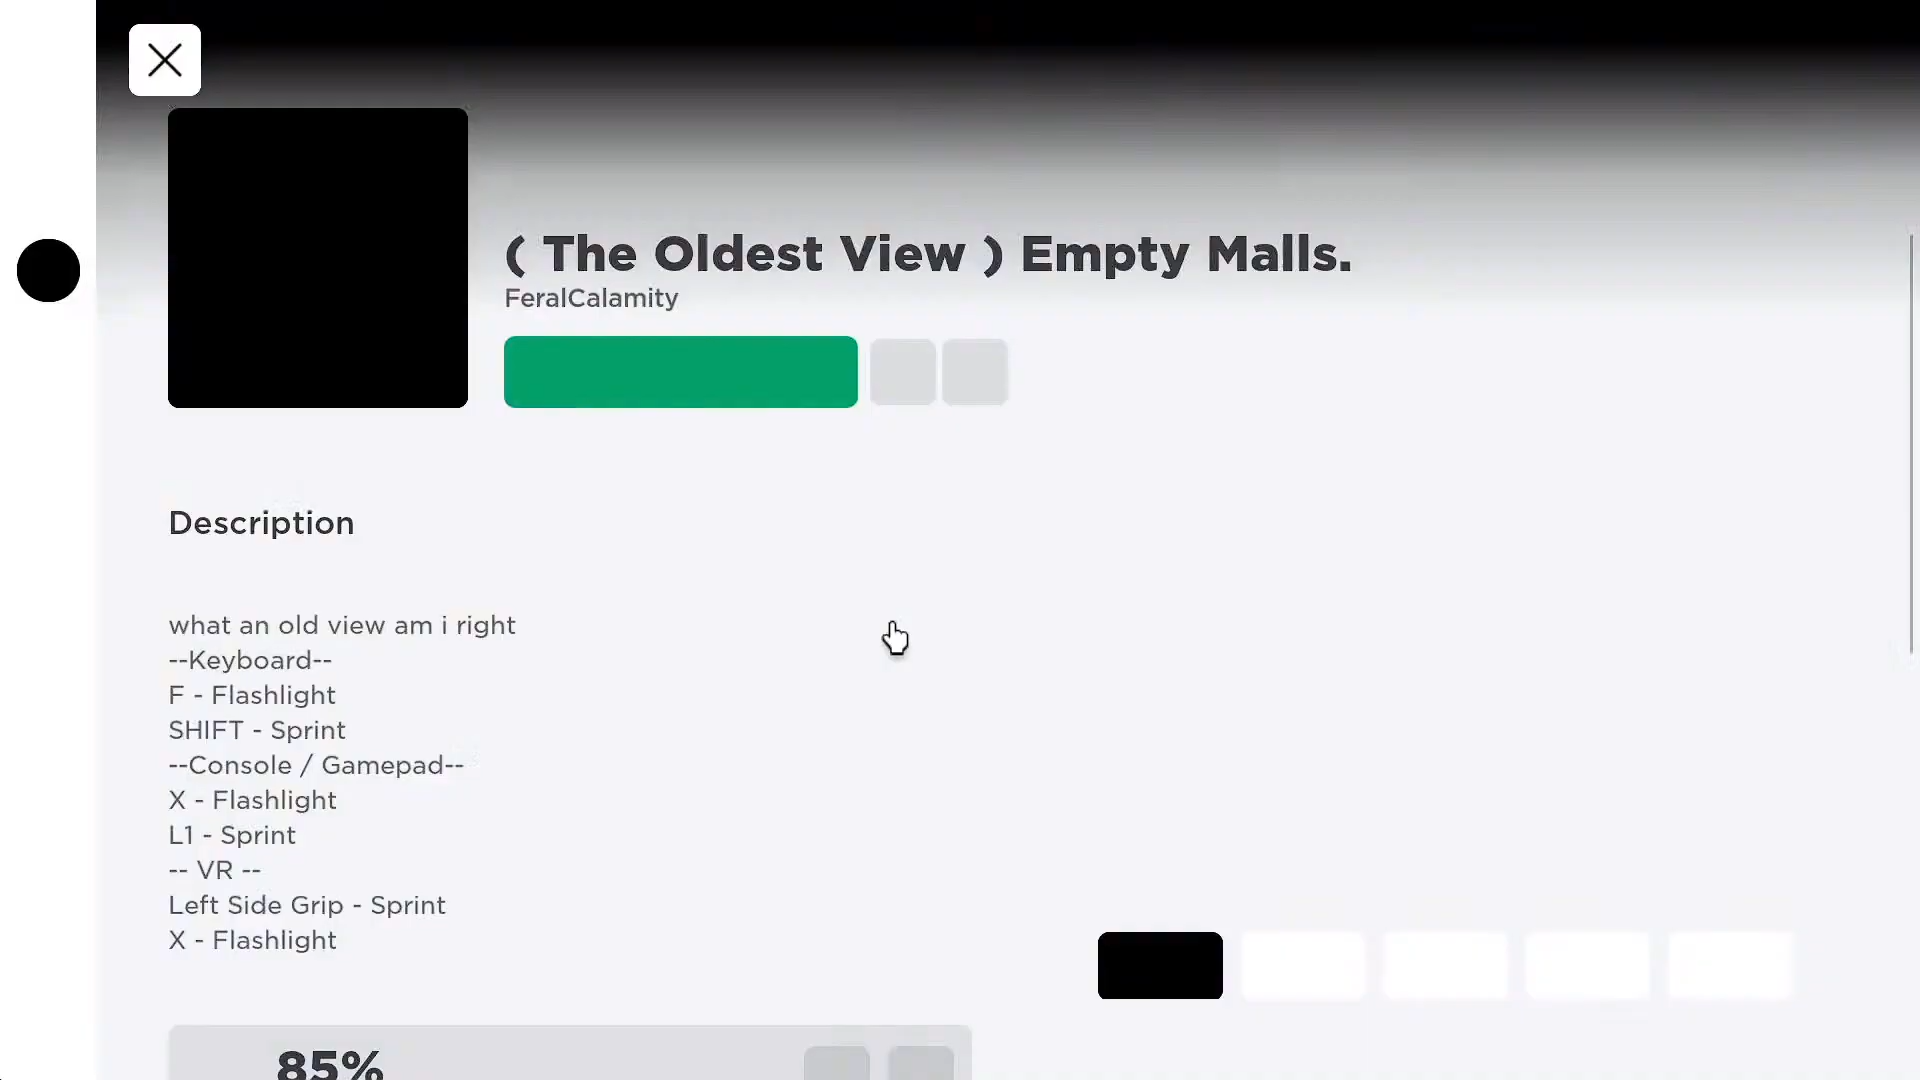 ( The Oldest View ) Empty Malls.
FeralCalamity
Description
what an old view am i right
--Keyboard--
F - Flashlight
SHIFT - Sprint
--Console / Gamepad--
X - Flashlight
L1 - Sprint
-- VR --
Left Side Grip - Sprint
X - Flashlight
85%